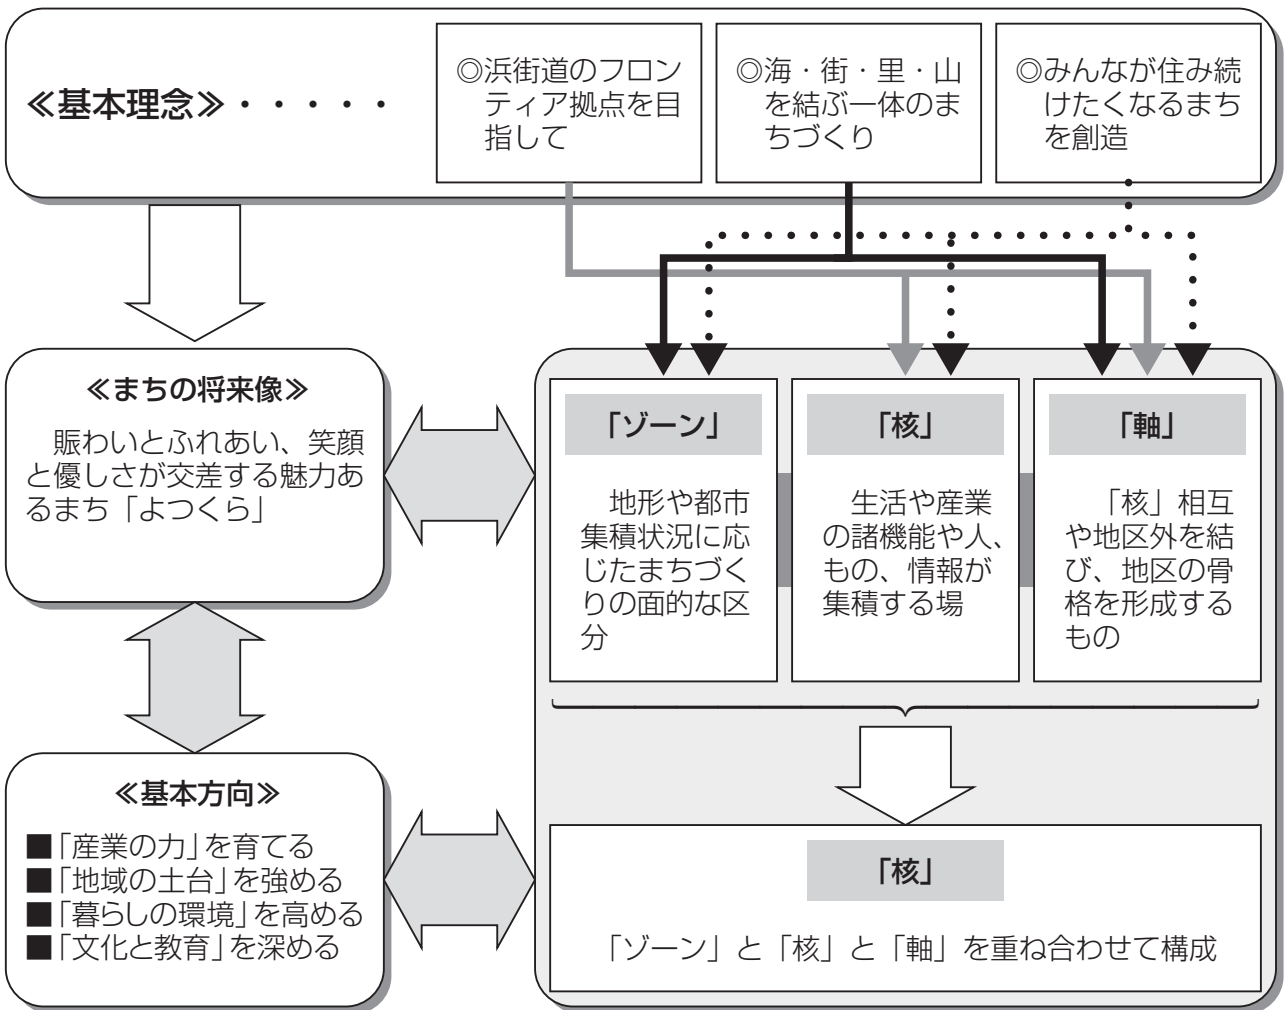 ≪基本理念≫・・・・・
◎浜街道のフロン
ティア拠点を目
指して
◎海・街・里・山
を結ぶ一体のま
ちづくり
◎みんなが住み続
けたくなるまち
を創造
≪まちの将来像≫
賑わいとふれあい、笑顔
と優しさが交差する魅力あ
るまち「よつくら」
「ゾーン」
地形や都市
集積状況に応
じたまちづく
りの面的な区
分
「核」
生活や産業
の諸機能や人、
もの、情報が
集積する場
「軸」
「核」相互
や地区外を結
び、地区の骨
格を形成する
もの
≪基本方向≫
■「産業の力」を育てる
■「地域の土台」を強める
■「暮らしの環境」を高める
■「文化と教育」を深める
「核」
「ゾーン」と「核」と「軸」を重ね合わせて構成